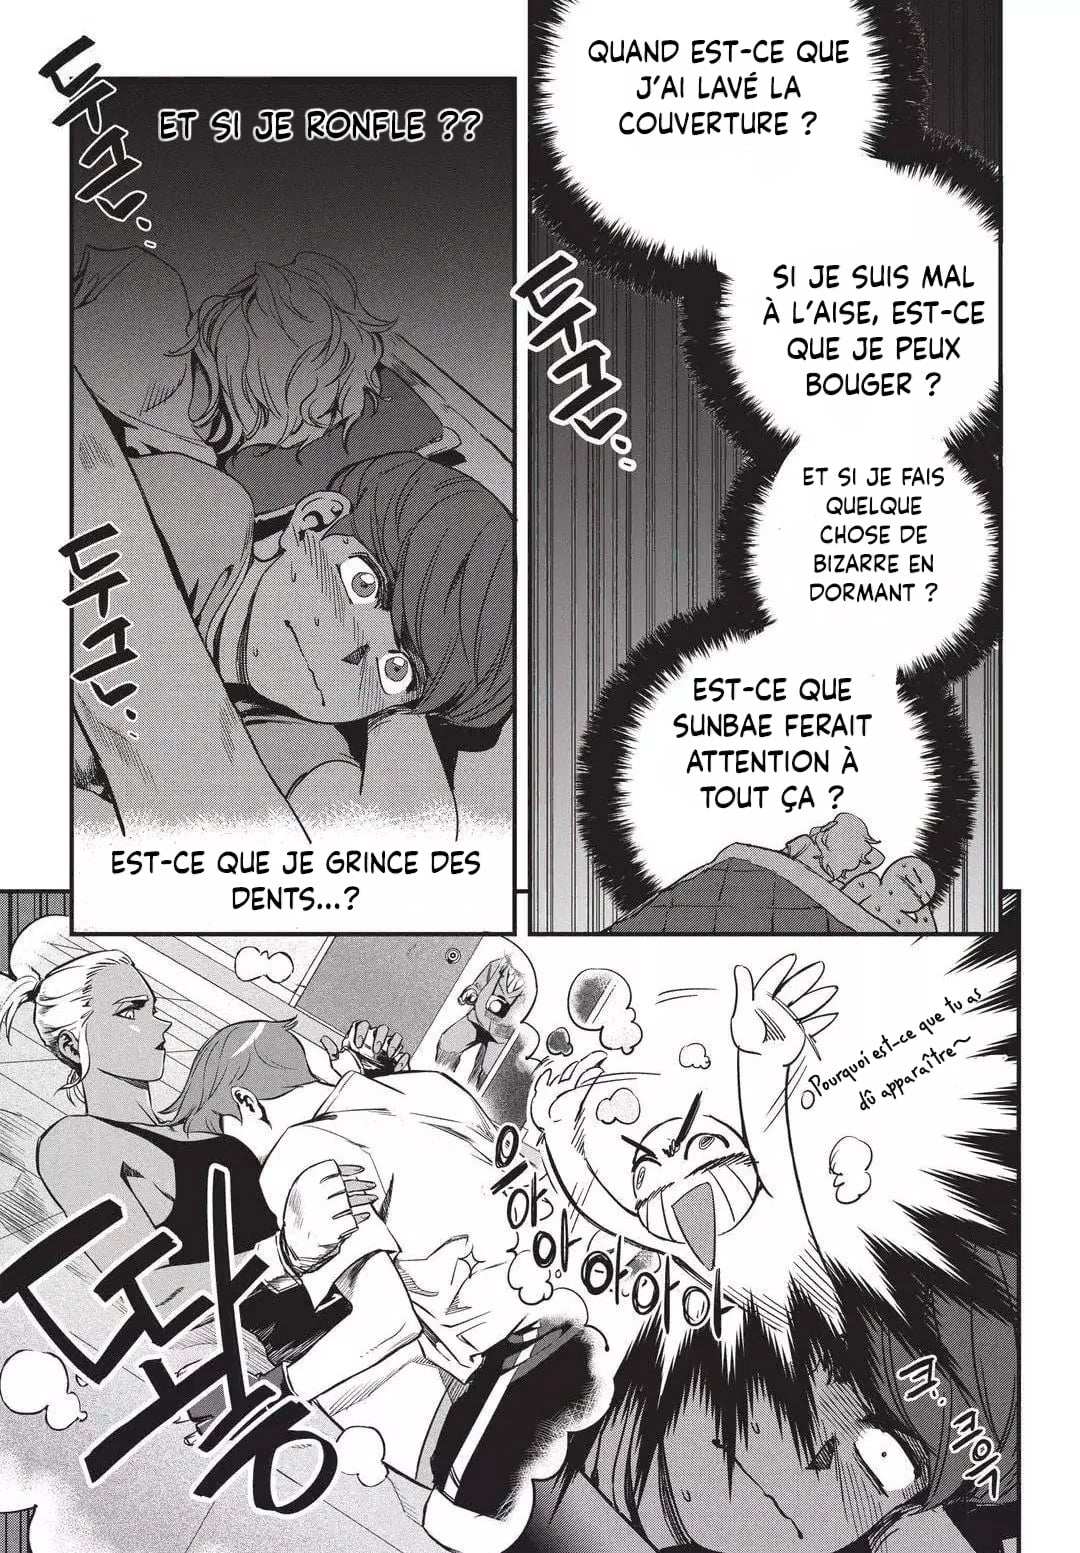 QUAND EST-CE QUE
J'AI LAVÉ LA
COUVERTURE ?
SI JE SUIS MAL
À L'AISE, EST-CE
QUE JE PEUX
BOUGER ?
ET SI JE FAIS
QUELQUE
CHOSE DE
BIZARRE EN
DORMANT ?
EST-CE QUE
SUNBAE FERAIT
ATTENTION À
TOUT ÇA ?
두근..
ET SI JE RONFLE ??
두근..
두근..
EST-CE QUE JE GRINCE DES
DENTS...?
Pourquoi est-ce que tu as
dû apparaître~
으아아아아아
크..
크윽